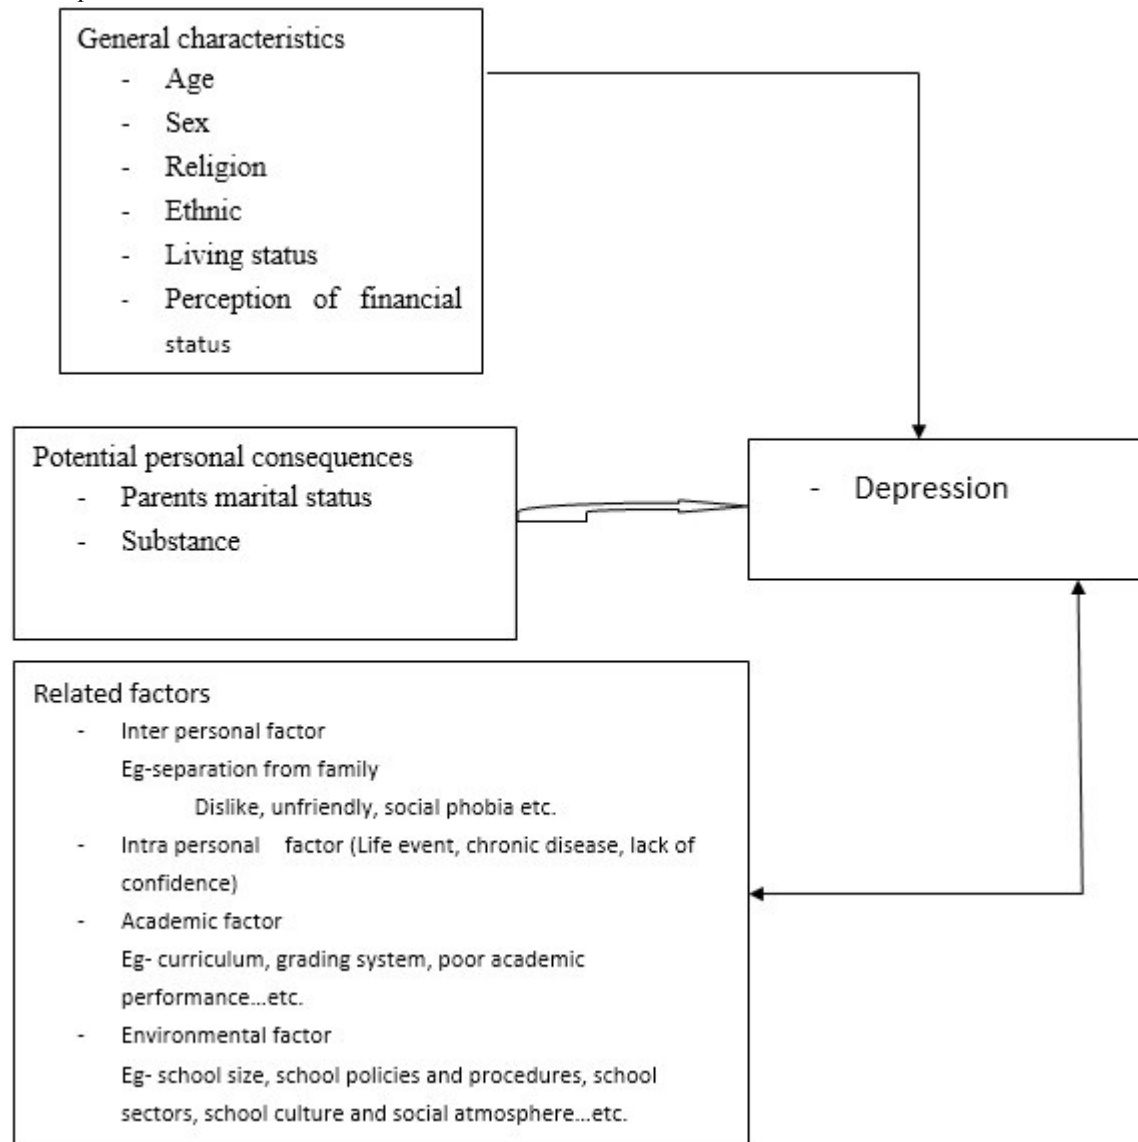 General characteristics
- Age
- Sex
- Religion
- Ethnic
- Living status
- Perception of financial
status
Potential personal consequences
- Parents marital status
- Substance
- Depression
Related factors
- Inter personal factor
Eg-separation from family
Dislike, unfriendly, social phobia etc.
- Intra personal factor (Life event, chronic disease, lack of
confidence)
- Academic factor
Eg- curriculum, grading system, poor academic
performance...etc.
- Environmental factor
Eg- school size, school policies and procedures, school
sectors, school culture and social atmosphere...etc.